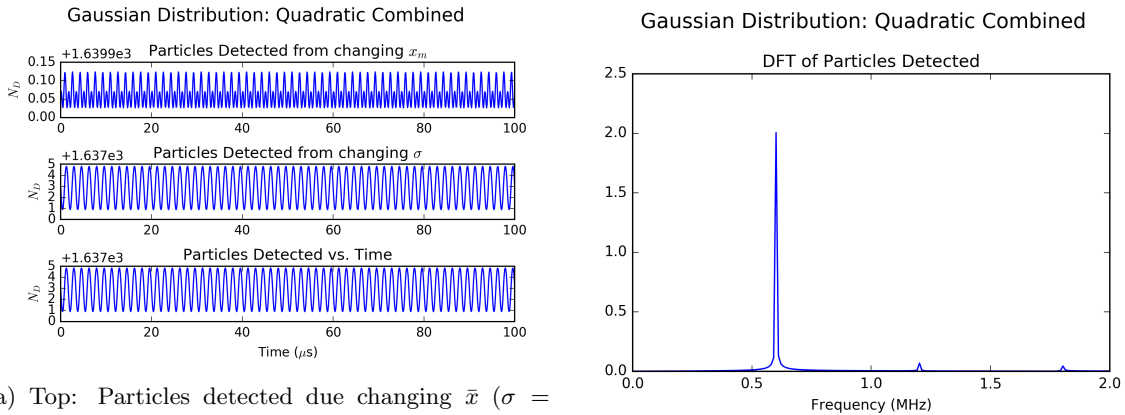 Gaussian Distribution: Quadratic Combined
+1.6399e3 Particles Detected from changing xₘ
0.15
0.10
0.05
0.00
N_D
0 20 40 60 80 100
+1.637e3 Particles Detected from changing σ
5
4
3
2
1
0
N_D
0 20 40 60 80 100
+1.637e3 Particles Detected vs. Time
5
4
3
2
1
0
N_D
0 20 40 60 80 100
Time (μs)
a) Top: Particles detected due changing x̄ (σ =
Gaussian Distribution: Quadratic Combined
DFT of Particles Detected
2.5
2.0
1.5
1.0
0.5
0.0
0.0 0.5 1.0 1.5 2.0
Frequency (MHz)